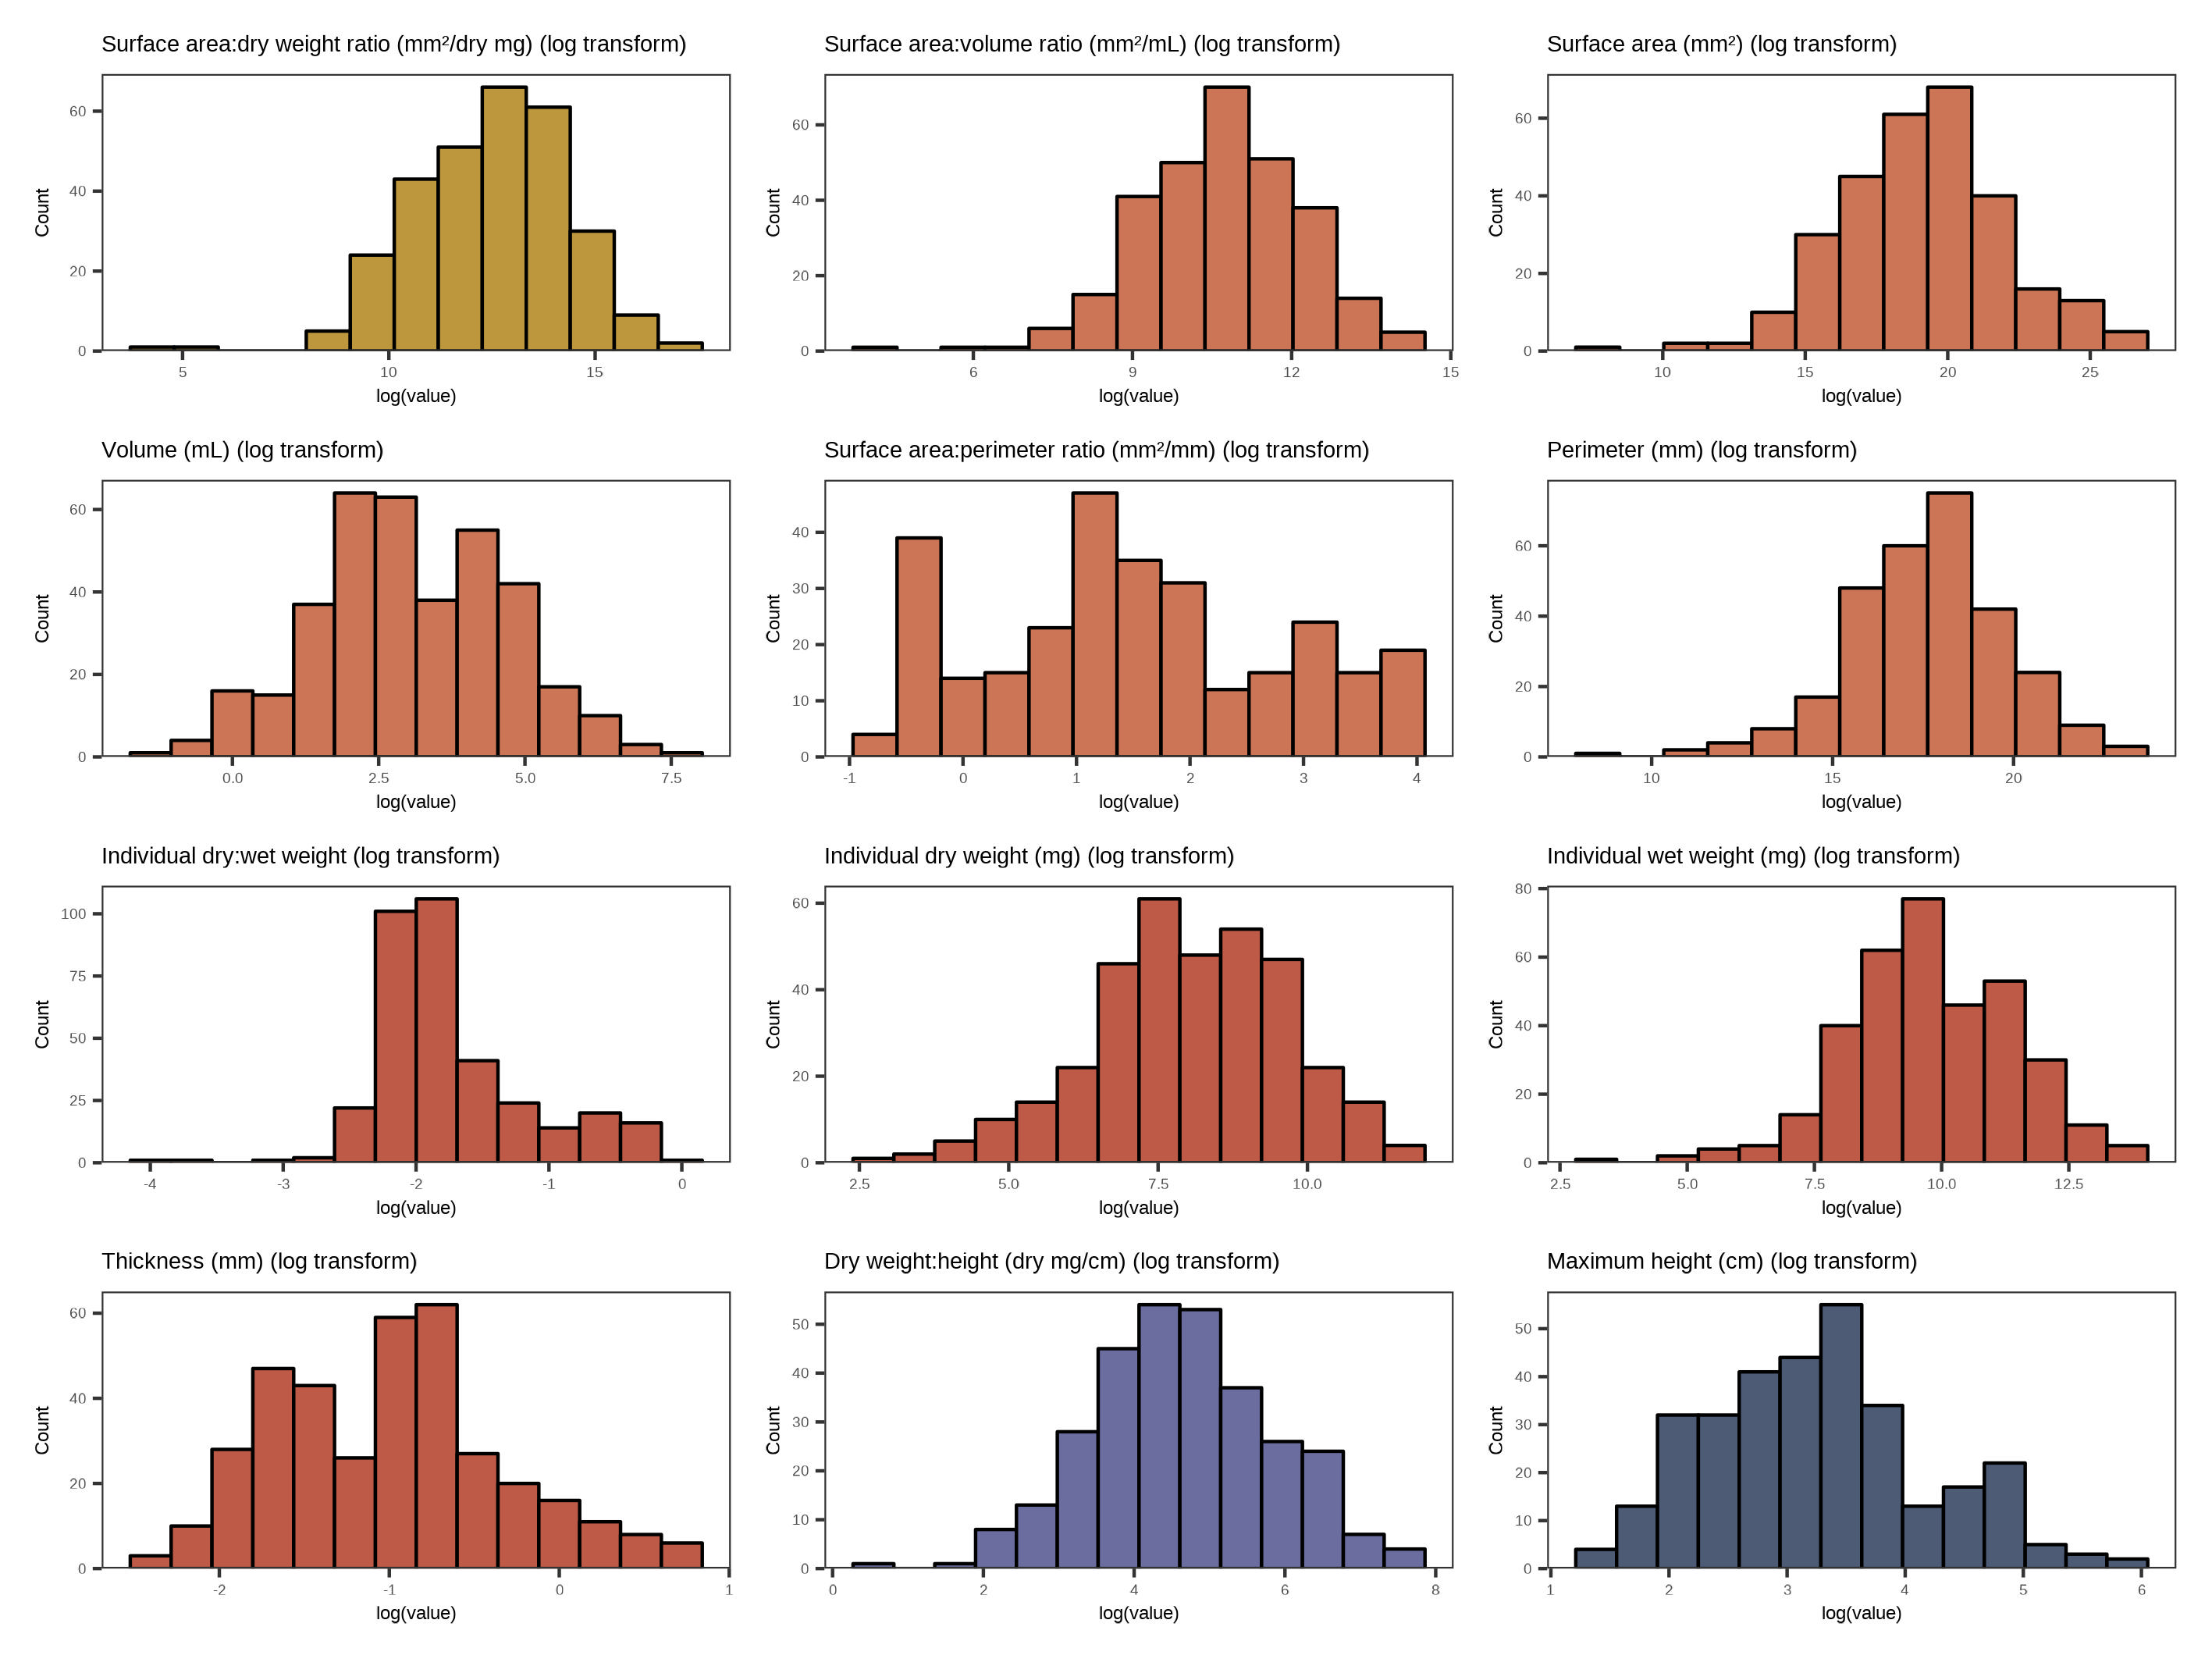 Surface area:dry weight ratio (mm²/dry mg) (log transform)
Count
60
40
20
0
5 10 15
log(value)
Surface area:volume ratio (mm²/mL) (log transform)
Count
60
40
20
0
6 9 12 15
log(value)
Surface area (mm²) (log transform)
Count
60
40
20
0
10 15 20 25
log(value)
Volume (mL) (log transform)
Count
60
40
20
0
0.0 2.5 5.0 7.5
log(value)
Surface area:perimeter ratio (mm²/mm) (log transform)
Count
40
30
20
10
0
-1 0 1 2 3 4
log(value)
Perimeter (mm) (log transform)
Count
60
40
20
0
10 15 20
log(value)
Individual dry:wet weight (log transform)
Count
100
75
50
25
0
-4 -3 -2 -1 0
log(value)
Individual dry weight (mg) (log transform)
Count
60
40
20
0
2.5 5.0 7.5 10.0
log(value)
Individual wet weight (mg) (log transform)
Count
80
60
40
20
0
2.5 5.0 7.5 10.0 12.5
log(value)
Thickness (mm) (log transform)
Count
60
40
20
0
-2 -1 0 1
log(value)
Dry weight:height (dry mg/cm) (log transform)
Count
50
40
30
20
10
0
0 2 4 6 8
log(value)
Maximum height (cm) (log transform)
Count
50
40
30
20
10
0
1 2 3 4 5 6
log(value)